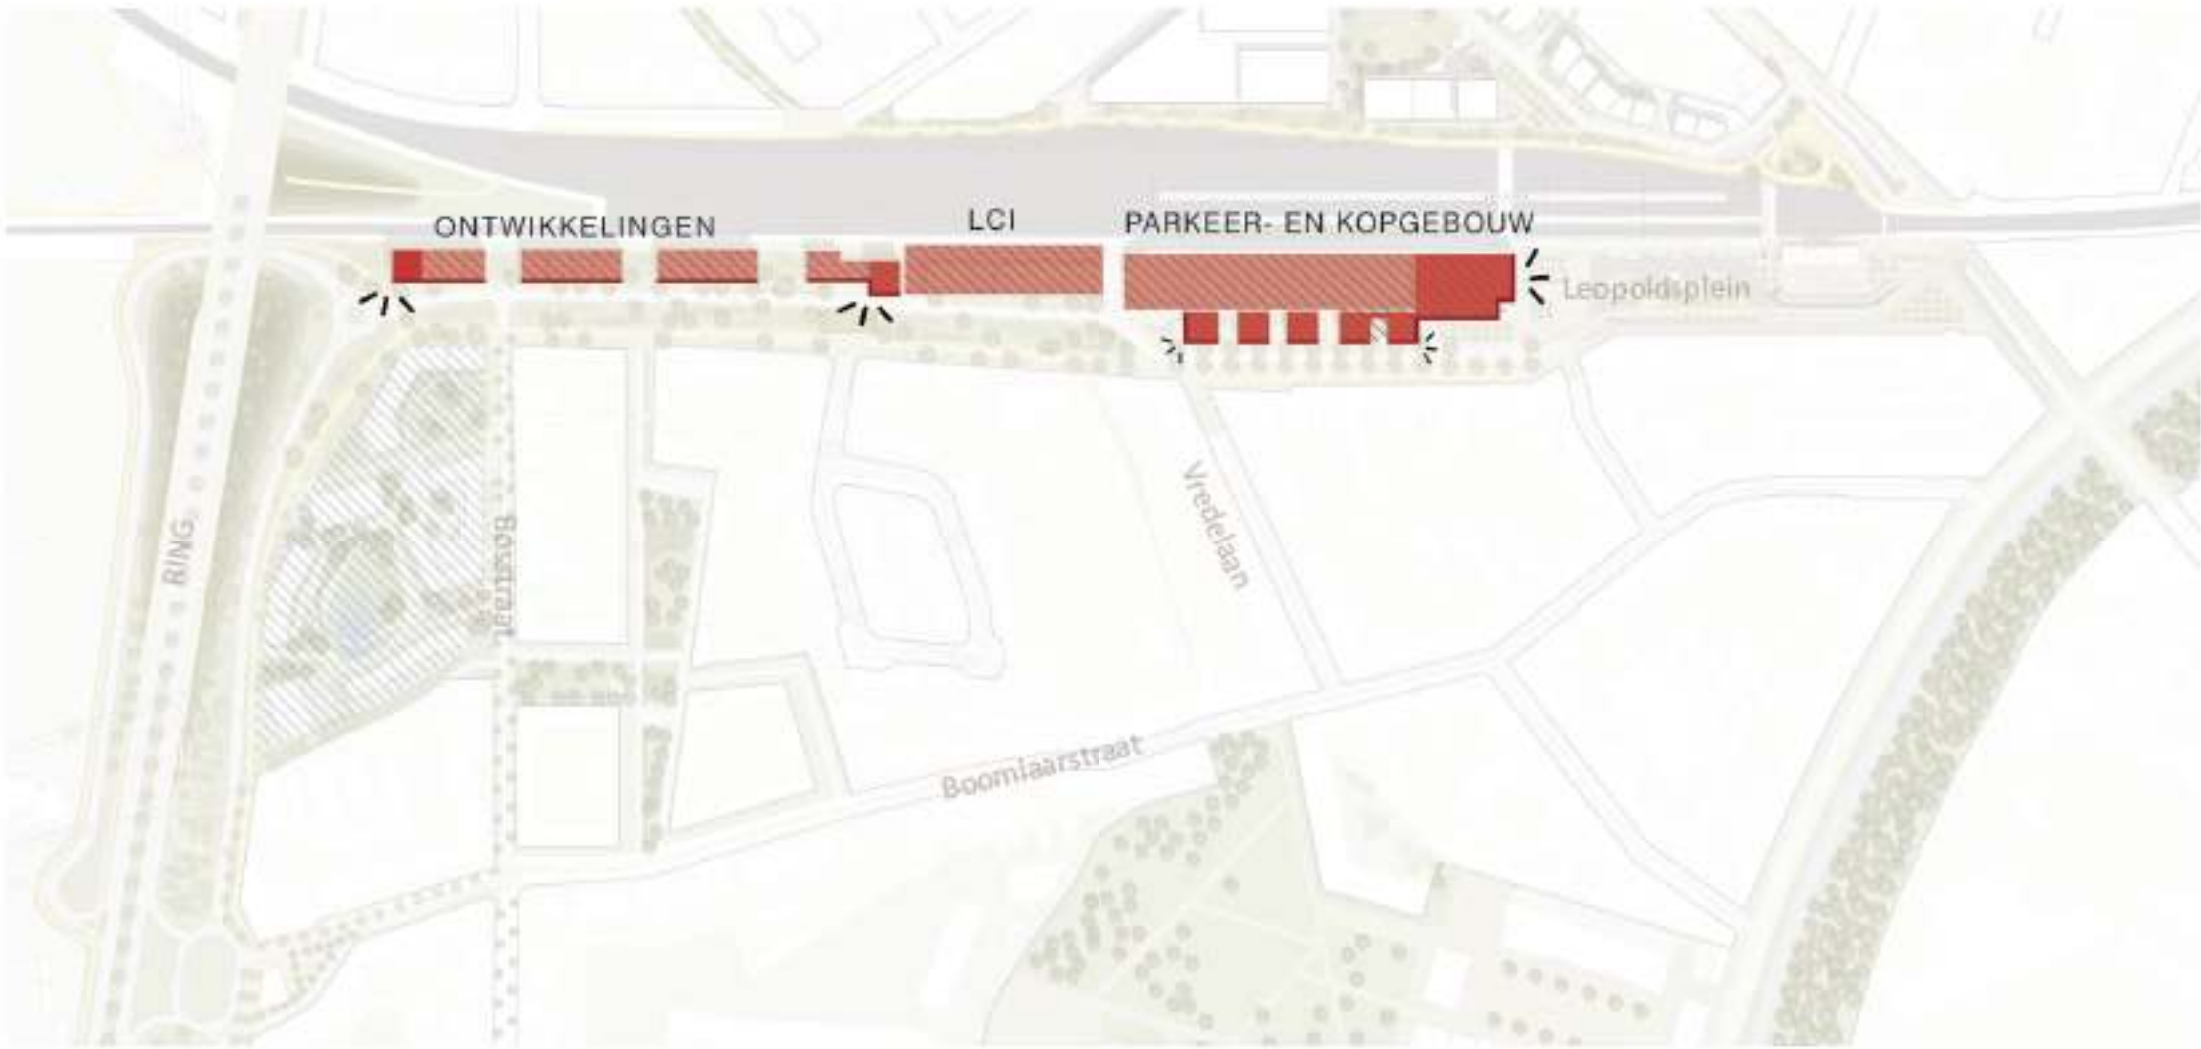 ONTWIKKELINGEN
LCI
PARKEER- EN KOPGEBOUW
Leopoldsplein
RING
Bosstraat
Vredelaan
Boomlaarstraat